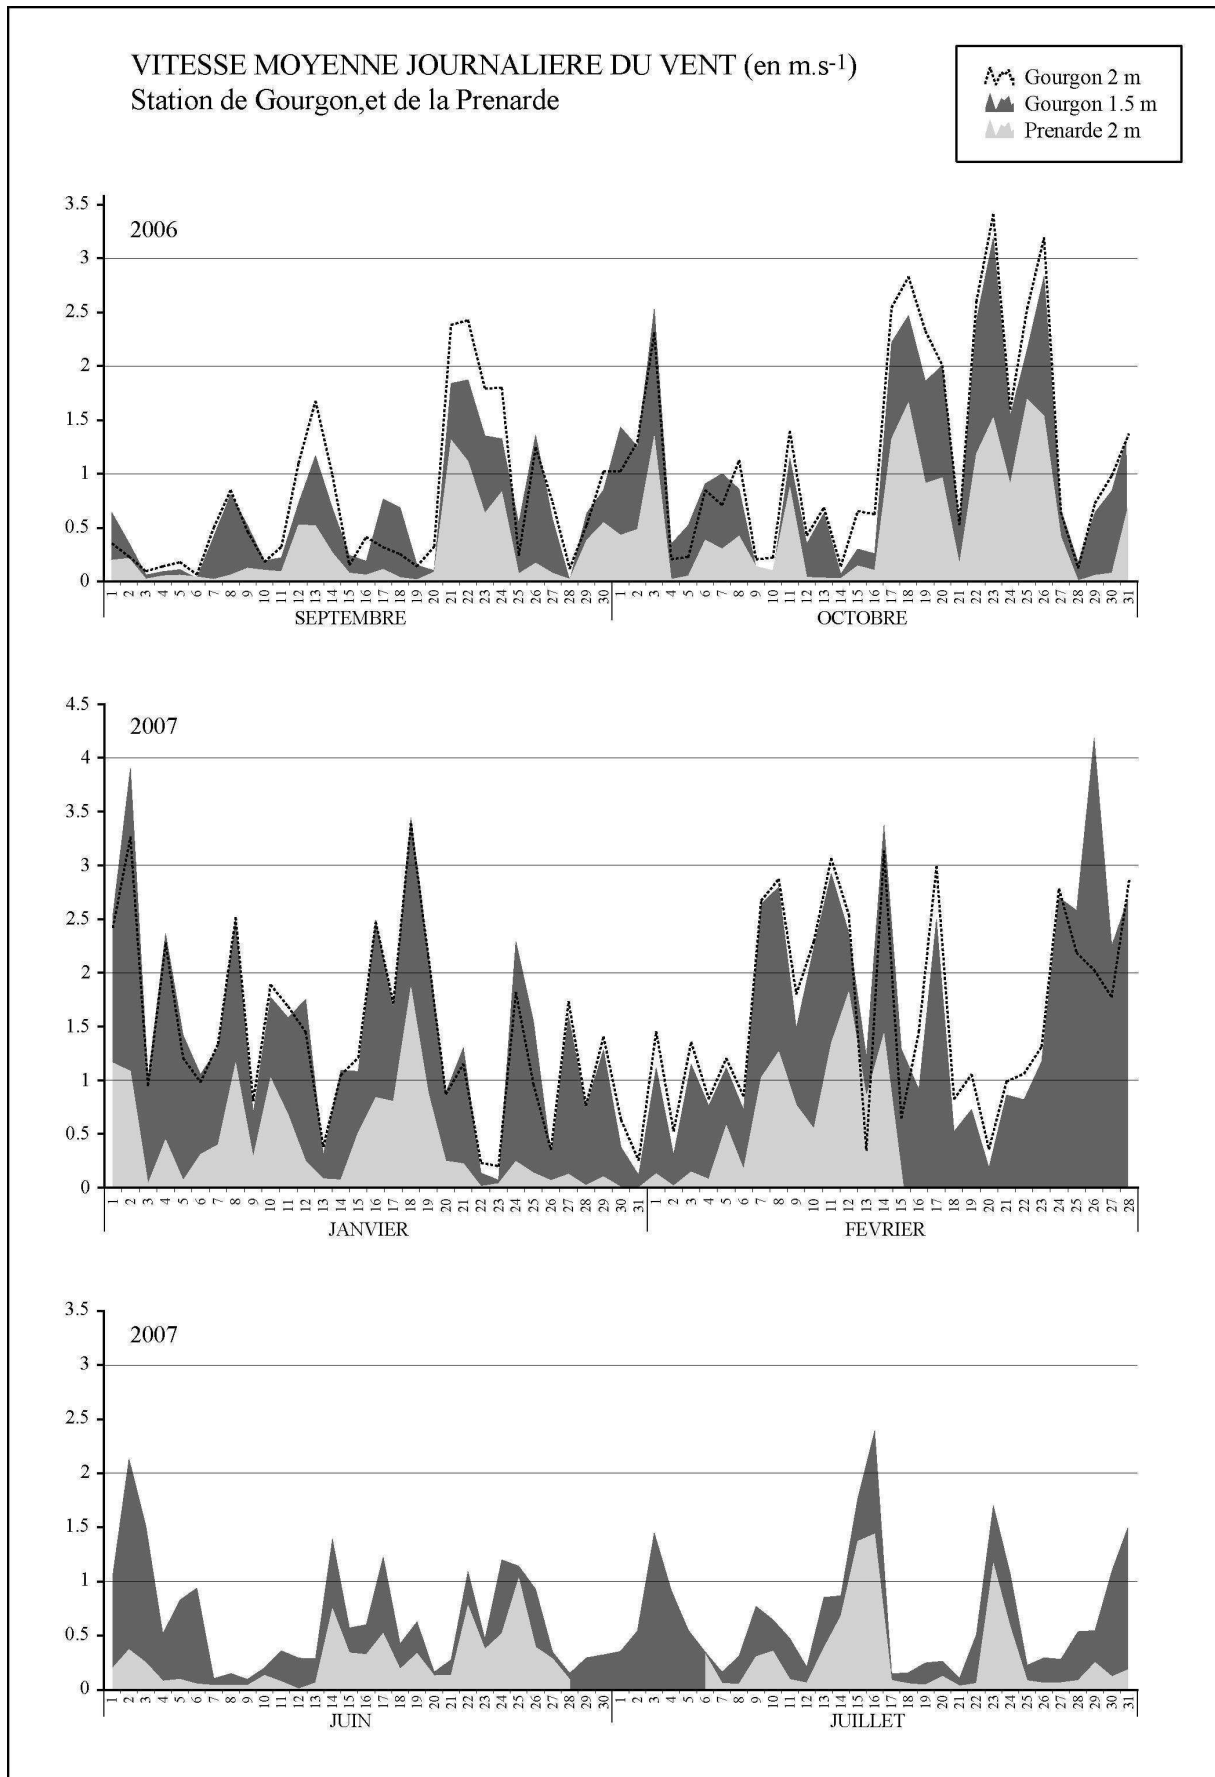 VITESSE MOYENNE JOURNALIERE DU VENT (en m.s-1)
Station de Gourgon,et de la Prenarde
Gourgon 2 m
Gourgon 1.5 m
Prenarde 2 m
2006
3.5
3
2.5
2
1.5
1
0.5
0
1 2 3 4 5 6 7 8 9 10 11 12 13 14 15 16 17 18 19 20 21 22 23 24 25 26 27 28 29 30 1 2 3 4 5 6 7 8 9 10 11 12 13 14 15 16 17 18 19 20 21 22 23 24 25 26 27 28 29 30 31
SEPTEMBRE OCTOBRE
2007
4.5
4
3.5
3
2.5
2
1.5
1
0.5
0
1 2 3 4 5 6 7 8 9 10 11 12 13 14 15 16 17 18 19 20 21 22 23 24 25 26 27 28 29 30 31 1 2 3 4 5 6 7 8 9 10 11 12 13 14 15 16 17 18 19 20 21 22 23 24 25 26 27 28
JANVIER FEVRIER
2007
3.5
3
2.5
2
1.5
1
0.5
0
1 2 3 4 5 6 7 8 9 10 11 12 13 14 15 16 17 18 19 20 21 22 23 24 25 26 27 28 29 30 1 2 3 4 5 6 7 8 9 10 11 12 13 14 15 16 17 18 19 20 21 22 23 24 25 26 27 28 29 30 31
JUIN JUILLET